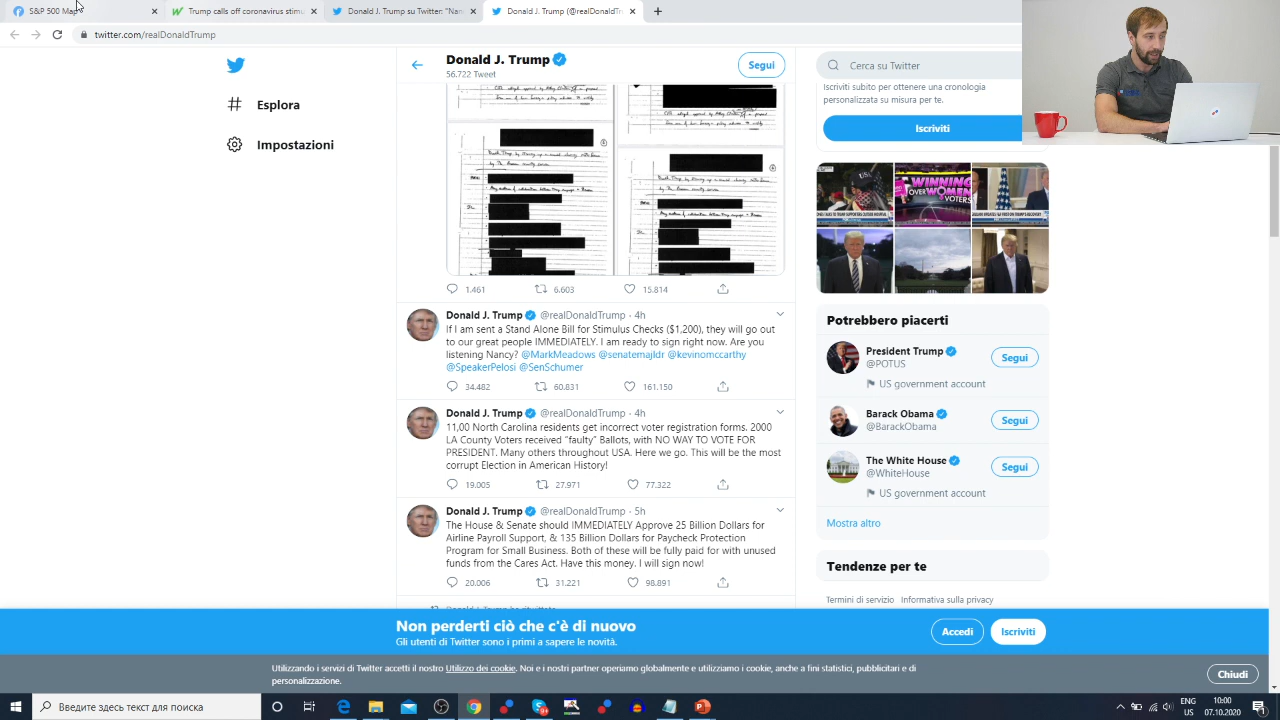 S&P 500 Map
Trump calls off coronavirus stimu
Donald J. Trump su Twitter: "Nan
Donald J. Trump (@realDonaldTr
twitter.com/realDonaldTrump
Esplora
Impostazioni
Donald J. Trump
56.722 Tweet
Segui
1.461 6.603 15.814
Donald J. Trump @realDonaldTrump · 4h
If I am sent a Stand Alone Bill for Stimulus Checks ($1,200), they will go out
to our great people IMMEDIATELY. I am ready to sign right now. Are you
listening Nancy? @MarkMeadows @senatemajldr @kevinomccarthy
@SpeakerPelosi @SenSchumer
34.482 60.831 161.150
Donald J. Trump @realDonaldTrump · 4h
11,00 North Carolina residents get incorrect voter registration forms. 2000
LA County Voters received "faulty" Ballots, with NO WAY TO VOTE FOR
PRESIDENT. Many others throughout USA. Here we go. This will be the most
corrupt Election in American History!
19.005 27.971 77.322
Donald J. Trump @realDonaldTrump · 5h
The House & Senate should IMMEDIATELY Approve 25 Billion Dollars for
Airline Payroll Support, & 135 Billion Dollars for Paycheck Protection
Program for Small Business. Both of these will be fully paid for with unused
funds from the Cares Act. Have this money. I will sign now!
20.006 31.221 98.891
Donald J. Trump ha ritwittato
Cerca su Twitter
Iscriviti subito per ottenere una cronologia
personalizzata su misura per te.
Iscriviti
WINNING
OVER WOMEN
VOTERS
Potrebbero piacerti
President Trump
@POTUS
US government account
Segui
Barack Obama
@BarackObama
Segui
The White House
@WhiteHouse
US government account
Segui
Mostra altro
Tendenze per te
Termini di servizio Informativa sulla privacy
Non perderti ciò che c'è di nuovo
Gli utenti di Twitter sono i primi a sapere le novità.
Accedi
Iscriviti
Utilizzando i servizi di Twitter accetti il nostro Utilizzo dei cookie. Noi e i nostri partner operiamo globalmente e utilizziamo i cookie, anche a fini statistici, pubblicitari e di
personalizzazione.
Chiudi
Введите здесь текст для поиска
ENG
US
10:00
07.10.2020